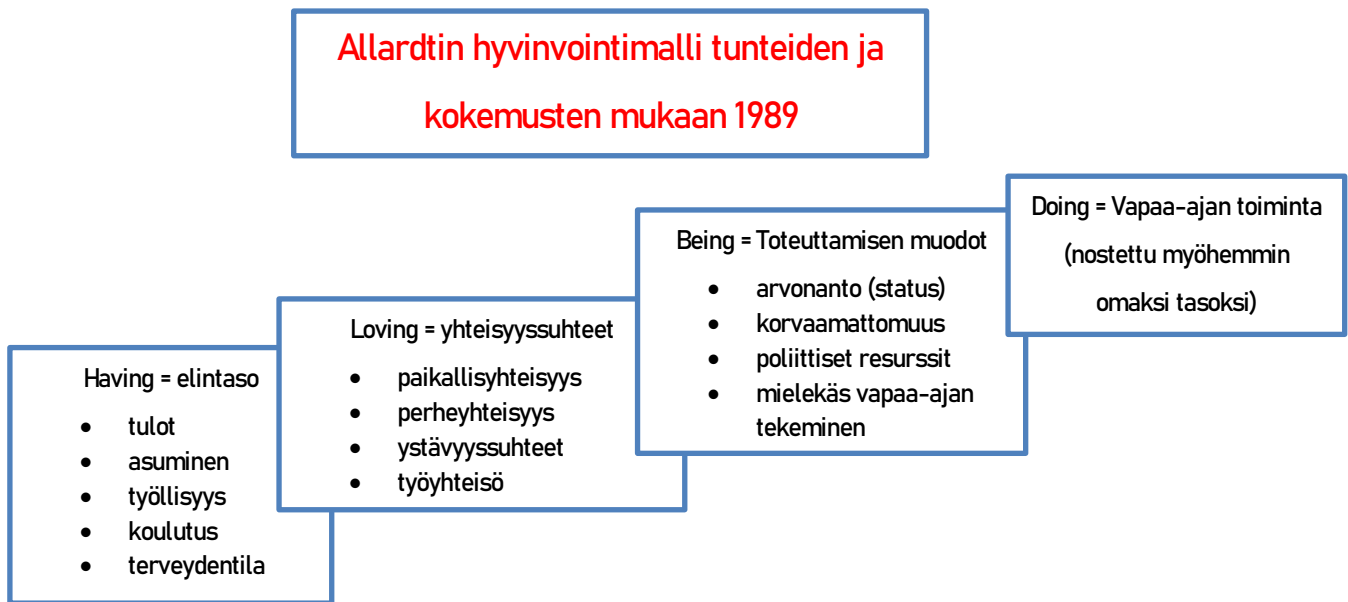 Allardtin hyvinvointimalli tunteiden ja
kokemusten mukaan 1989
Having = elintaso
• tulot
• asuminen
• työllisyys
• koulutus
• terveydentila
Loving = yhteisyyssuhteet
• paikallisyhteisyys
• perheyhteisyys
• ystävyyssuhteet
• työyhteisö
Being = Toteuttamisen muodot
• arvonanto (status)
• korvaamattomuus
• poliittiset resurssit
• mielekäs vapaa-ajan
tekeminen
Doing = Vapaa-ajan toiminta
(nostettu myöhemmin
omaksi tasoksi)